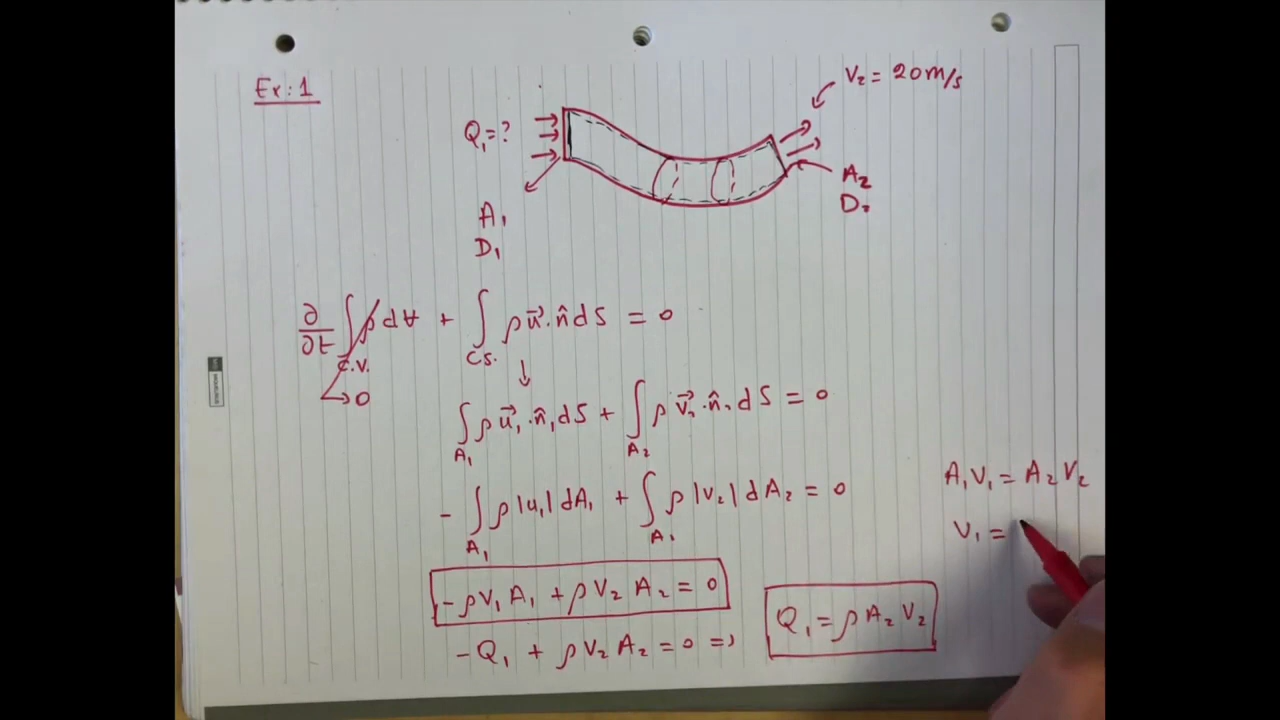 Ex:1
V₂ = 20m/s
Q₁=?
A₂
D₂
A₁
D₁
∂/∂t ∫ ρ dV + ∫ ρ u⃗ · n̂ dS = 0
C.V.
C.S.
→ 0
∫ ρ u⃗₁ · n̂₁ dS + ∫ ρ v⃗₂ · n̂₂ dS = 0
A₁
A₂
- ∫ ρ |u₁| dA₁ + ∫ ρ |v₂| dA₂ = 0
A₁
A₁
A₁V₁ = A₂V₂
V₁ =
-ρV₁A₁ + ρV₂A₂ = 0
-Q₁ + ρV₂A₂ = 0 ⇒
Q₁ = ρA₂V₂